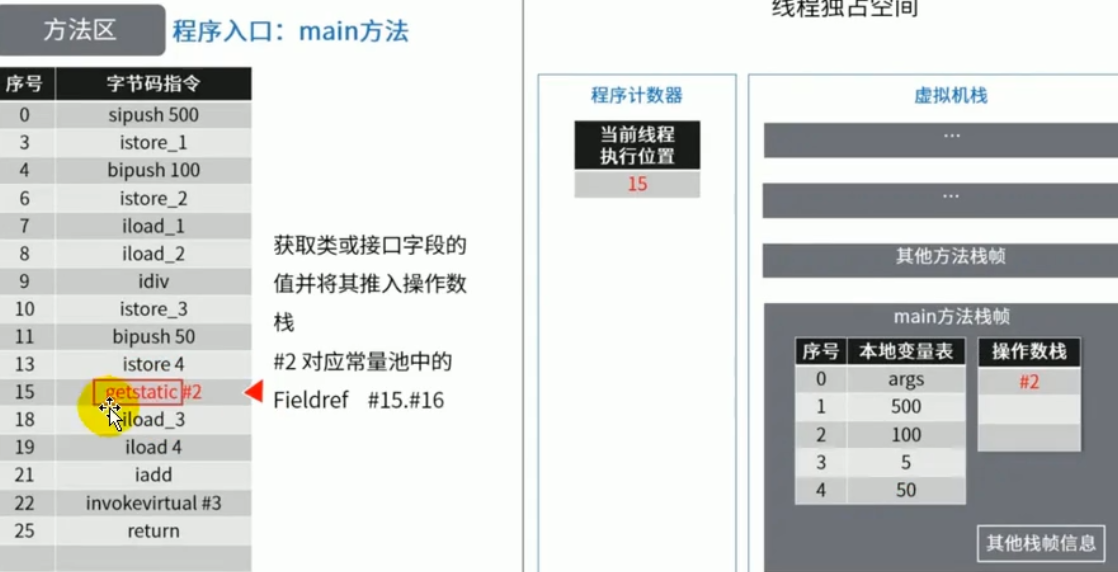 方法区
程序入口：main方法
序号 字节码指令
0 sipush 500
3 istore_1
4 bipush 100
6 istore_2
7 iload_1
8 iload_2
9 idiv
10 istore_3
11 bipush 50
13 istore 4
15 getstatic #2
18 iload_3
19 iload 4
21 iadd
22 invokevirtual #3
25 return
获取类或接口字段的
值并将其推入操作数
栈
#2 对应常量池中的
Fieldref #15.#16
线程独占空间
程序计数器
当前线程
执行位置
15
虚拟机栈
...
...
其他方法栈帧
main方法栈帧
序号 本地变量表
0 args
1 500
2 100
3 5
4 50
操作数栈
#2
其他栈帧信息